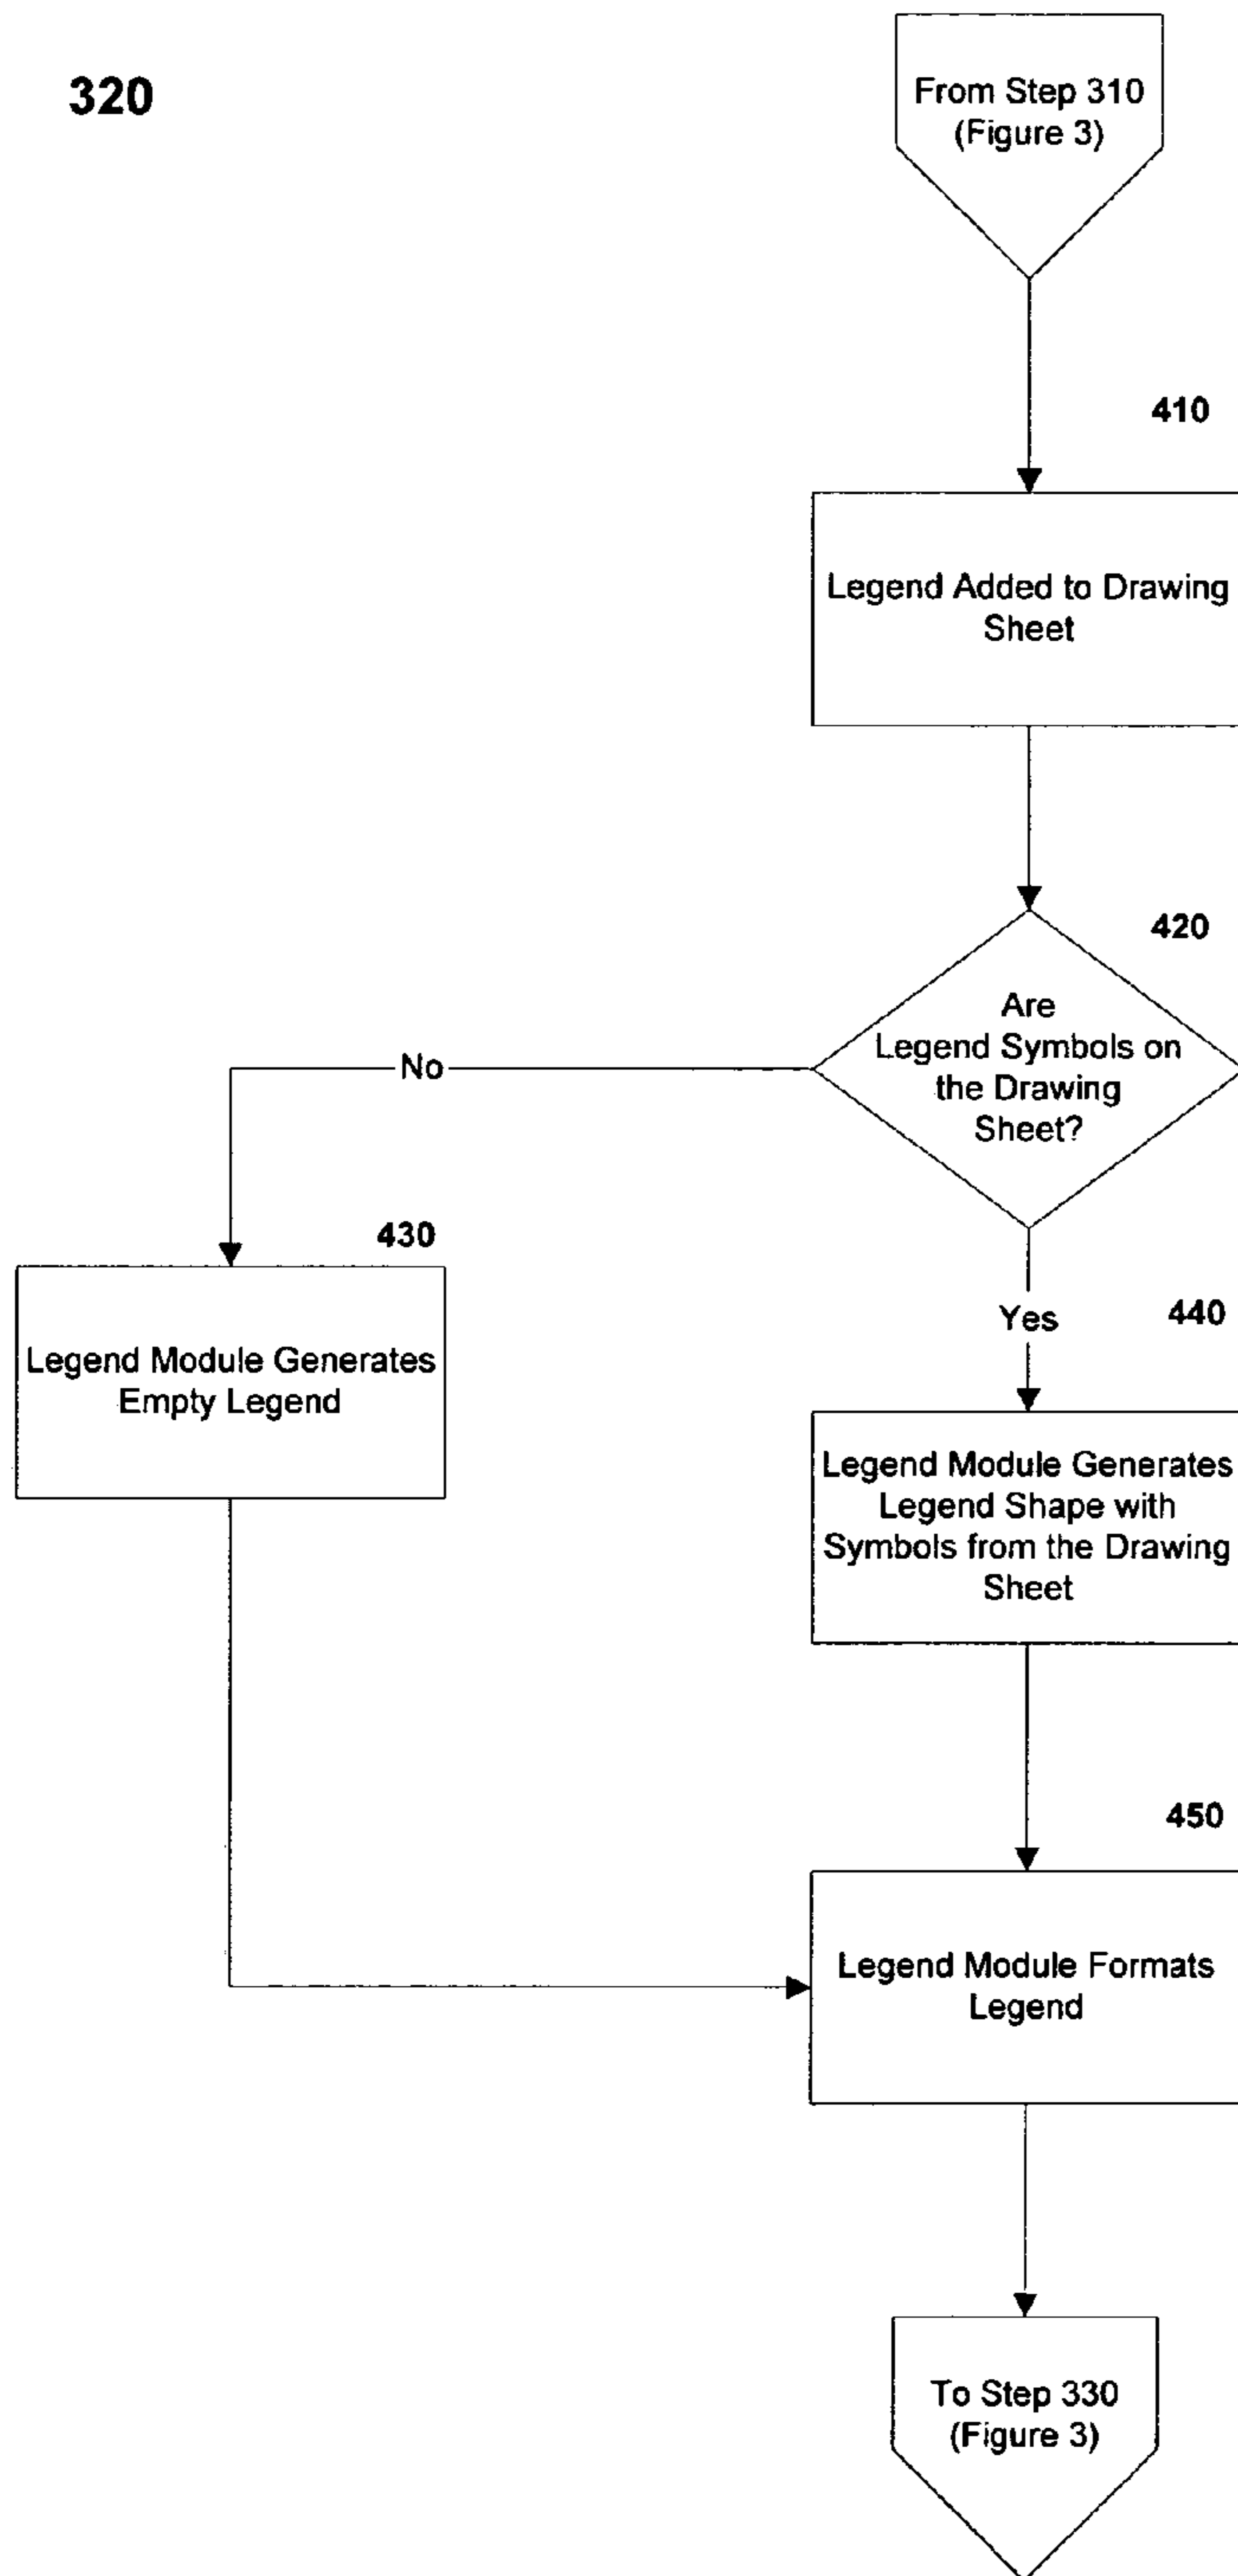 320
From Step 310
(Figure 3)
410
Legend Added to Drawing
Sheet
420
Are
Legend Symbols on
the Drawing
Sheet?
No
430
Legend Module Generates
Empty Legend
Yes
440
Legend Module Generates
Legend Shape with
Symbols from the Drawing
Sheet
450
Legend Module Formats
Legend
To Step 330
(Figure 3)